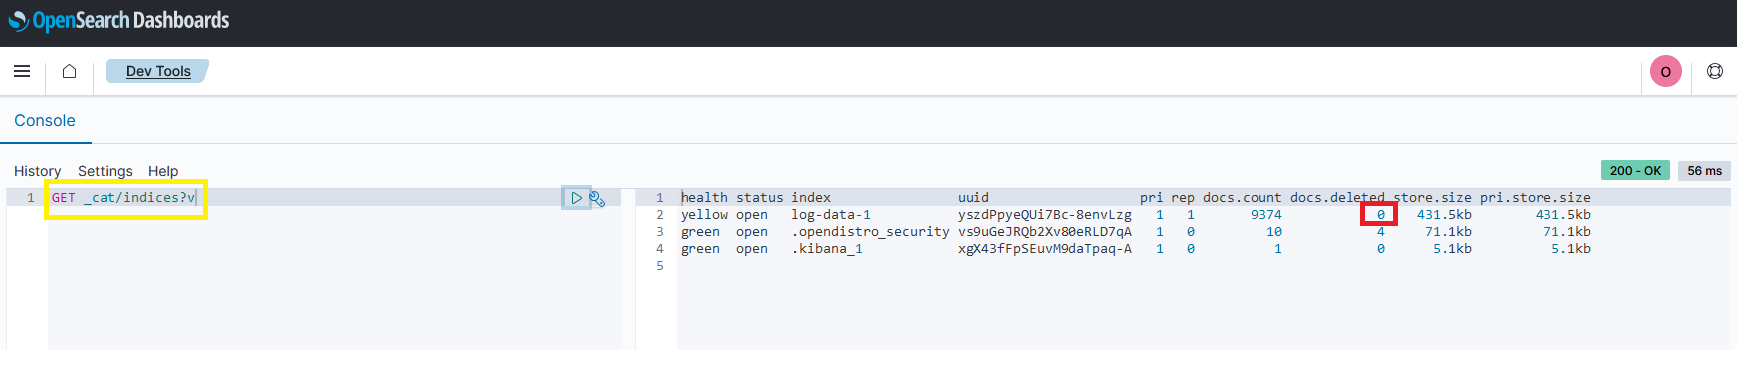 OpenSearch Dashboards
Dev Tools
O
Console
History Settings Help
200 - OK 56 ms
1 GET _cat/indices?v
1 health status index uuid pri rep docs.count docs.deleted store.size pri.store.size
2 yellow open log-data-1 yszdPpyeQUi7Bc-8envLzg 1 1 9374 0 431.5kb 431.5kb
3 green open .opendistro_security vs9uGeJRQb2Xv80eRLD7qA 1 0 10 4 71.1kb 71.1kb
4 green open .kibana_1 xgX43fFpSEuvM9daTpaq-A 1 0 1 0 5.1kb 5.1kb
5